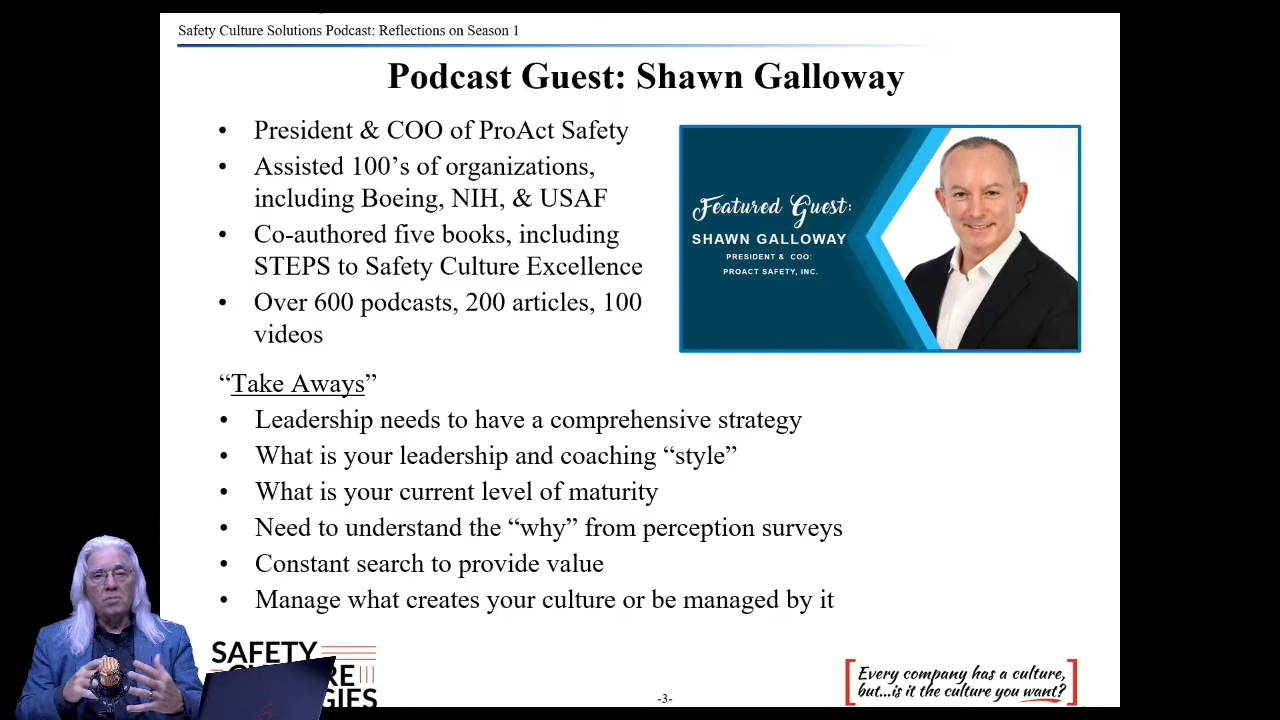 Safety Culture Solutions Podcast: Reflections on Season 1
Podcast Guest: Shawn Galloway
• President & COO of ProAct Safety
• Assisted 100's of organizations,
including Boeing, NIH, & USAF
• Co-authored five books, including
STEPS to Safety Culture Excellence
• Over 600 podcasts, 200 articles, 100
videos
Featured Guest:
SHAWN GALLOWAY
PRESIDENT & COO:
PROACT SAFETY, INC.
“Take Aways”
• Leadership needs to have a comprehensive strategy
• What is your leadership and coaching “style”
• What is your current level of maturity
• Need to understand the “why” from perception surveys
• Constant search to provide value
• Manage what creates your culture or be managed by it
SAFETY
-3-
Every company has a culture,
but...is it the culture you want?